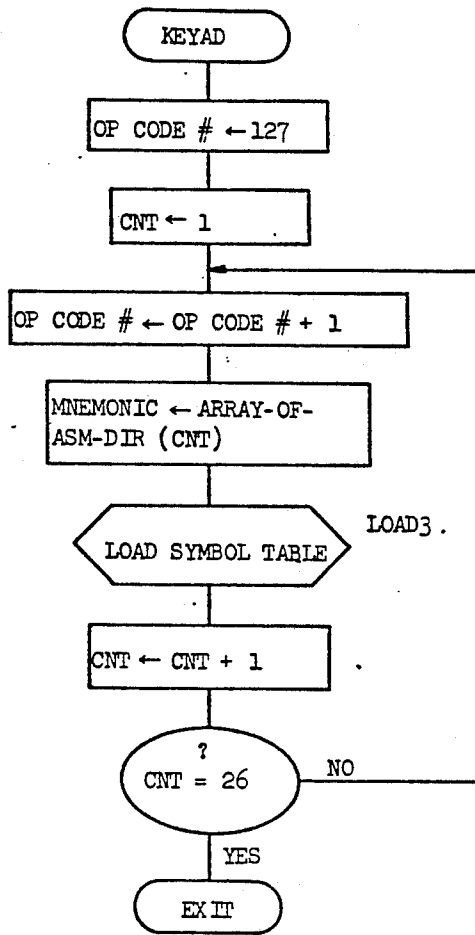 KEYAD
OP CODE # ← 127
CNT ← 1
OP CODE # ← OP CODE # + 1
MNEMONIC ← ARRAY-OF-
ASM-DIR (CNT)
LOAD3.
LOAD SYMBOL TABLE
CNT ← CNT + 1
?
CNT = 26
NO
YES
EXIT